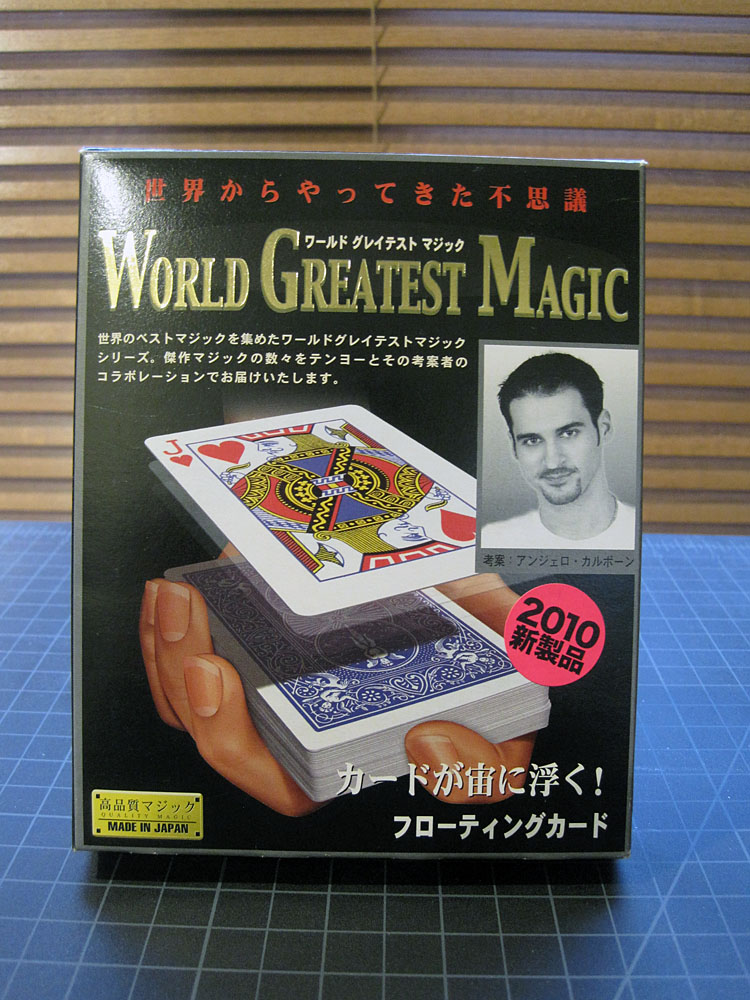 世界からやってきた不思議
ワールド グレイテスト マジック
WORLD GREATEST MAGIC
世界のベストマジックを集めたワールドグレイテストマジック
シリーズ。傑作マジックの数々をテンヨーとその考案者の
コラボレーションでお届けいたします。
J
考案：アンジェロ・カルボーン
2010
新製品
カードが宙に浮く！
フローティングカード
高品質マジック
QUALITY MAGIC
MADE IN JAPAN